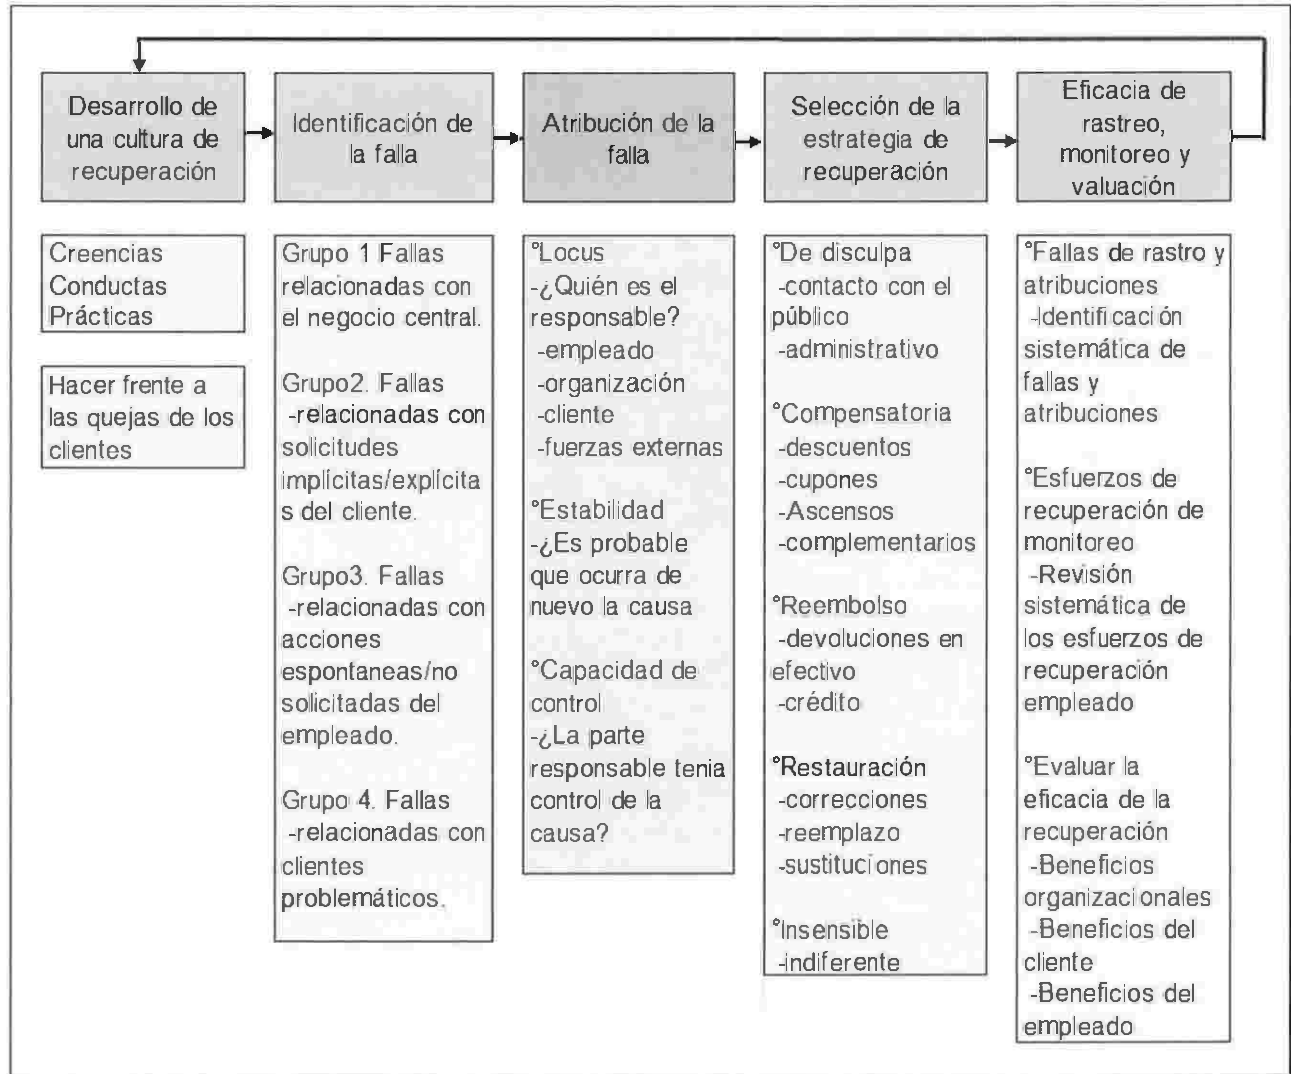 Desarrollo de
una cultura de
recuperación
Identificación de
la falla
Atribución de la
falla
Selección de la
estrategia de
recuperación
Eficacia de
rastreo,
monitoreo y
valuación
Creencias
Conductas
Prácticas
Hacer frente a
las quejas de los
clientes
Grupo 1 Fallas
relacionadas con
el negocio central.
Grupo2. Fallas
-relacionadas con
solicitudes
implícitas/explícita
s del cliente.
Grupo3. Fallas
-relacionadas con
acciones
espontaneas/no
solicitadas del
empleado.
Grupo 4. Fallas
-relacionadas con
clientes
problemáticos.
°Locus
-¿Quién es el
responsable?
-empleado
-organización
-cliente
-fuerzas externas
°Estabilidad
-¿Es probable
que ocurra de
nuevo la causa
°Capacidad de
control
-¿La parte
responsable tenia
control de la
causa?
°De disculpa
-contacto con el
público
-administrativo
°Compensatoria
-descuentos
-cupones
-Ascensos
-complementarios
°Reembolso
-devoluciones en
efectivo
-crédito
°Restauración
-correcciones
-reemplazo
-sustituciones
°Insensible
-indiferente
°Fallas de rastro y
atribuciones
-Identificación
sistemática de
fallas y
atribuciones
°Esfuerzos de
recuperación de
monitoreo
-Revisión
sistemática de
los esfuerzos de
recuperación
empleado
°Evaluar la
eficacia de la
recuperación
-Beneficios
organizacionales
-Beneficios del
cliente
-Beneficios del
empleado